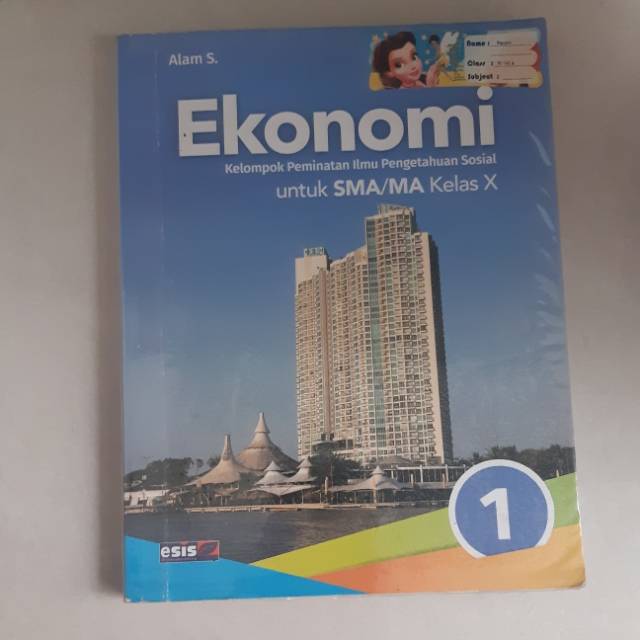 Alam S.
Name :
Class :
Subject :
Ekonomi
Kelompok Peminatan Ilmu Pengetahuan Sosial
untuk SMA/MA Kelas X
1
esis